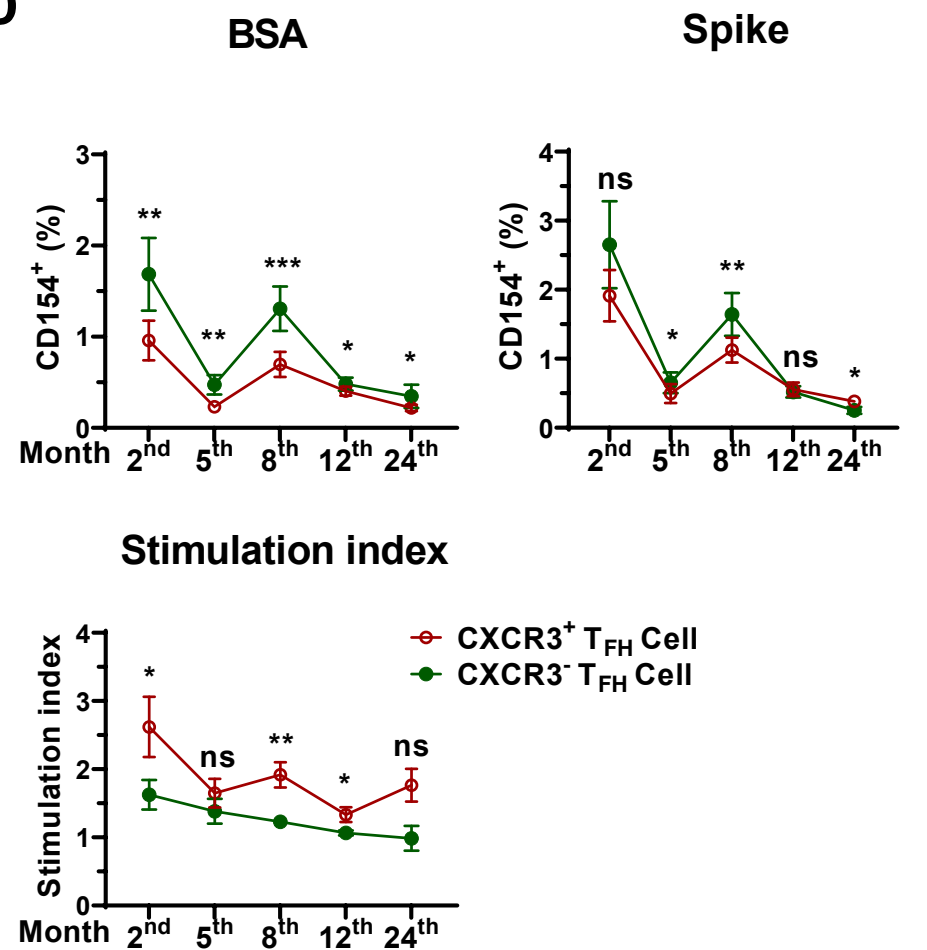 D
BSA
3
2
1
0
CD154⁺ (%)
**
**
***
*
*
Month 2ⁿᵈ 5ᵗʰ 8ᵗʰ 12ᵗʰ 24ᵗʰ
Spike
4
3
2
1
0
CD154⁺ (%)
ns
*
**
ns
*
2ⁿᵈ 5ᵗʰ 8ᵗʰ 12ᵗʰ 24ᵗʰ
Stimulation index
4
3
2
1
0
Stimulation index
*
ns
**
*
ns
Month 2ⁿᵈ 5ᵗʰ 8ᵗʰ 12ᵗʰ 24ᵗʰ
CXCR3⁺ T_FH Cell
CXCR3⁻ T_FH Cell